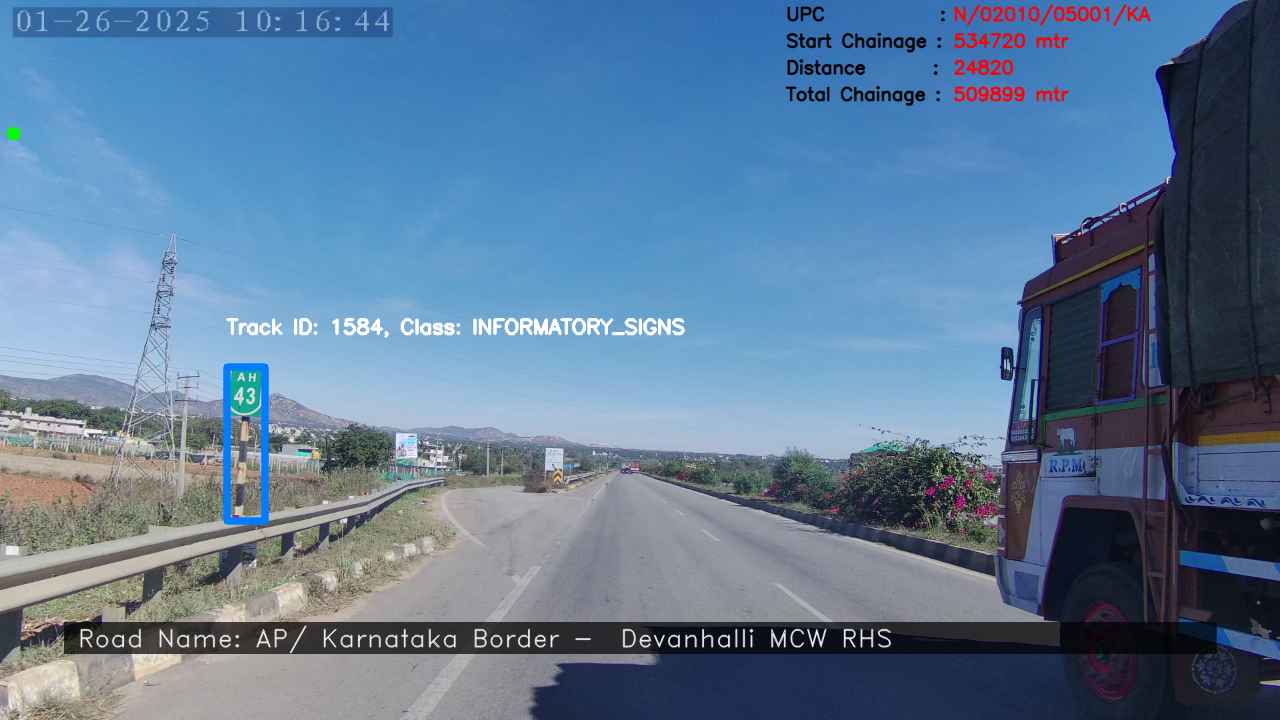 01-26-2025 10:16:44
UPC : N/02010/05001/KA
Start Chainage : 534720 mtr
Distance : 24820
Total Chainage : 509899 mtr
Track ID: 1584, Class: INFORMATORY_SIGNS
AH
43
R.P.M
Road Name: AP/ Karnataka Border - Devanhalli MCW RHS